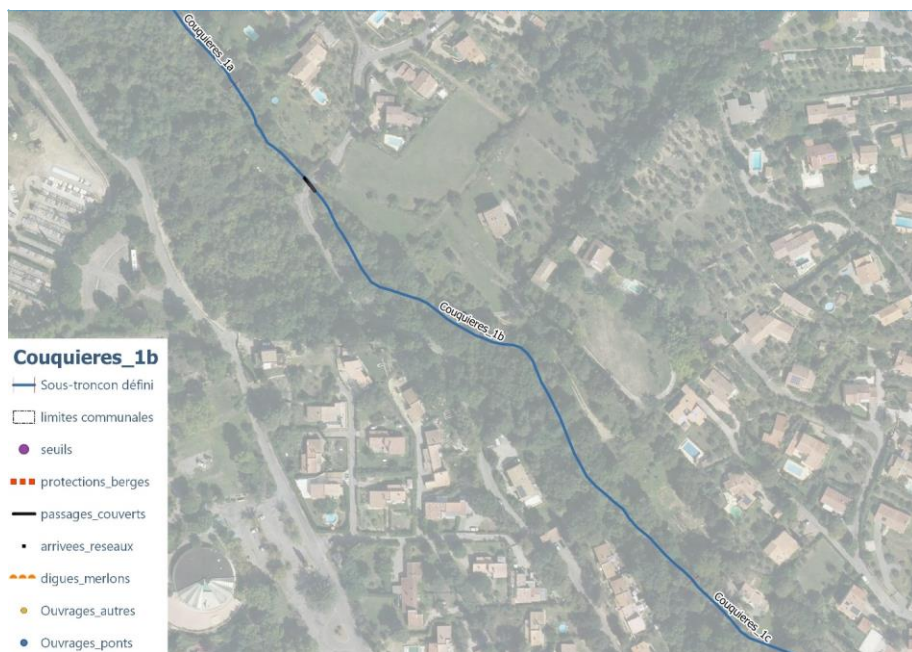 Couquieres_1a
Couquieres_1b
Couquieres_1c
Couquieres_1b
Sous-troncon défini
limites communales
seuils
protections_berges
passages_couverts
arrivees_reseaux
digues_merlons
Ouvrages_autres
Ouvrages_ponts